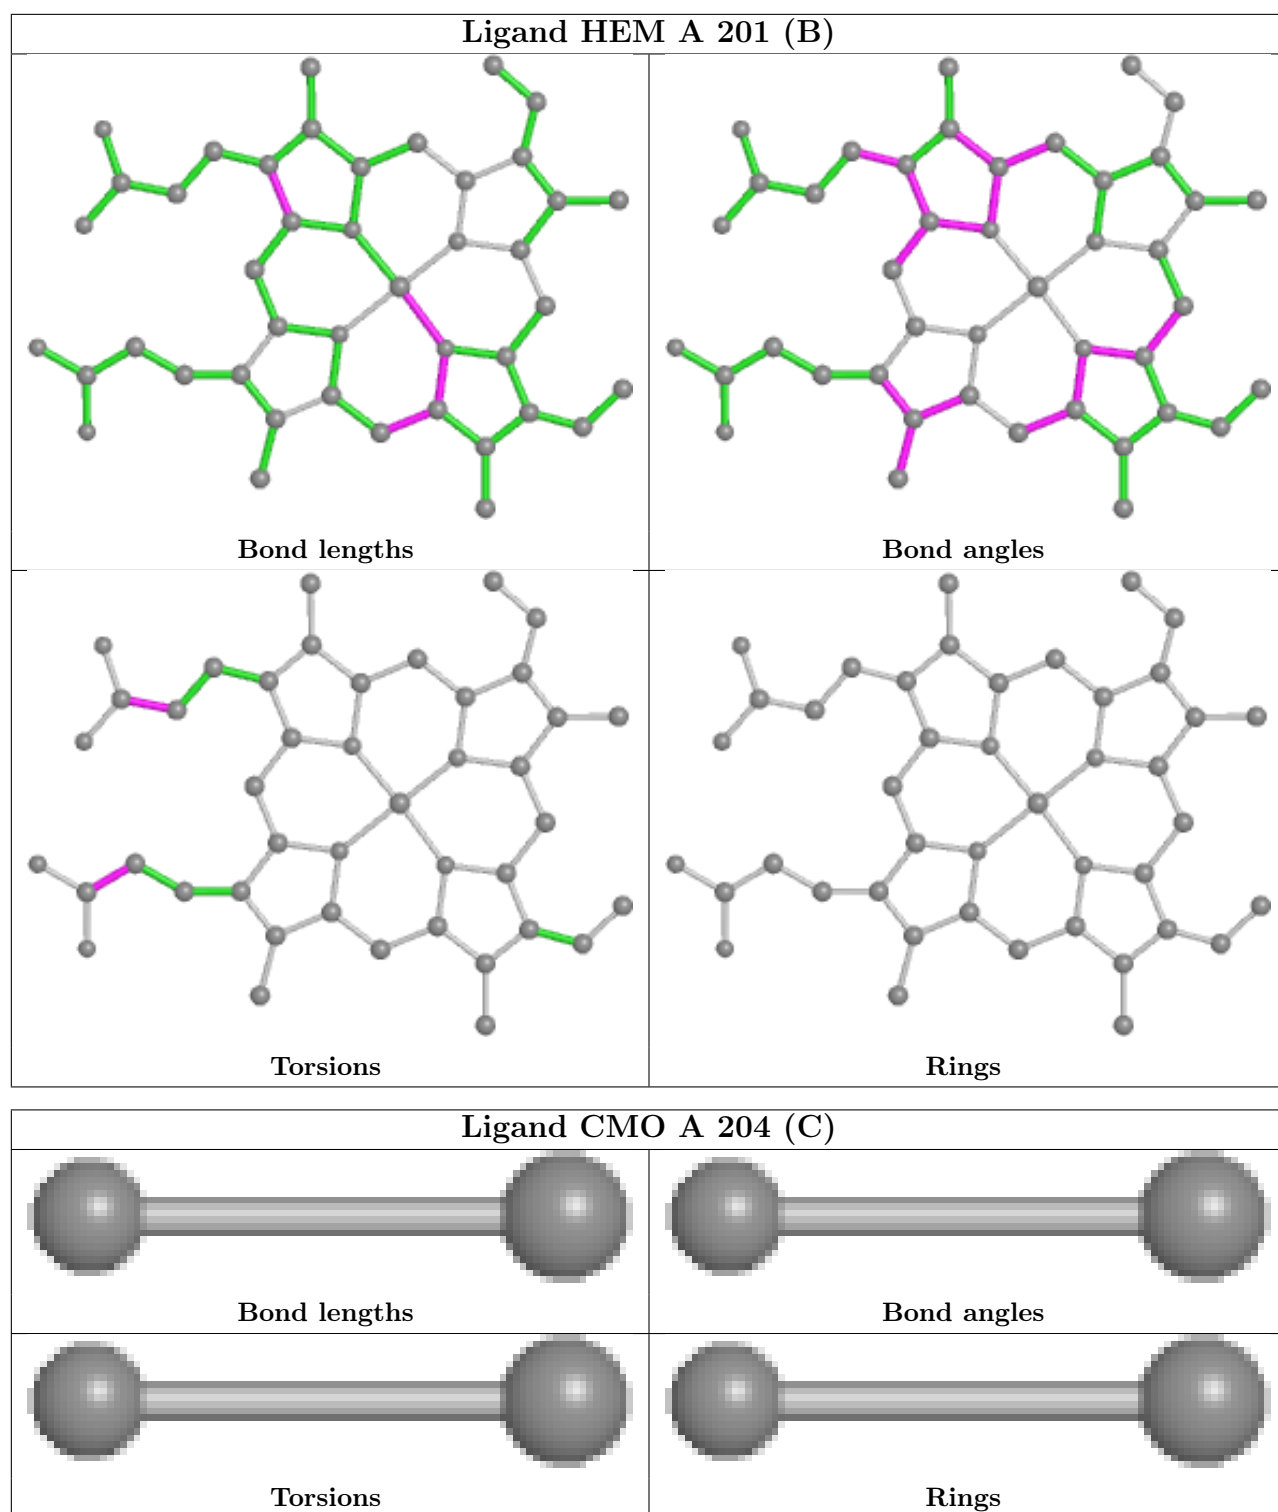 Ligand HEM A 201 (B)
Bond lengths
Bond angles
Torsions
Rings
Ligand CMO A 204 (C)
Bond lengths
Bond angles
Torsions
Rings